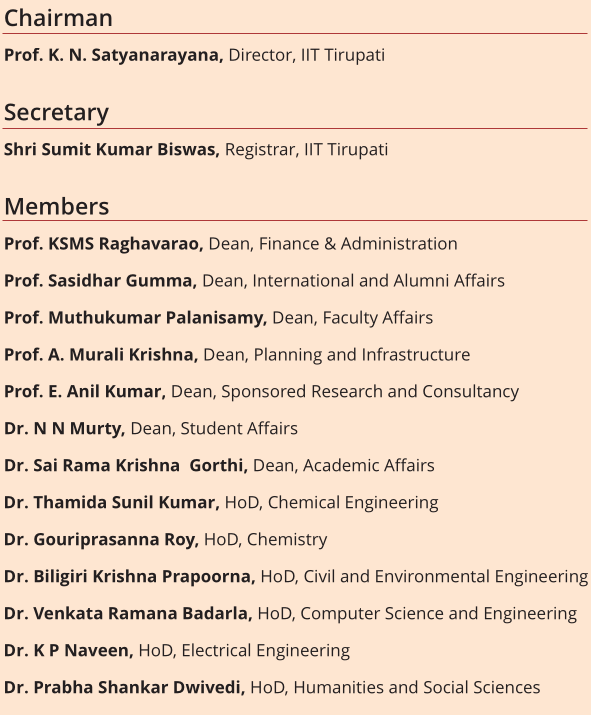 Chairman
Prof. K. N. Satyanarayana, Director, IIT Tirupati
Secretary
Shri Sumit Kumar Biswas, Registrar, IIT Tirupati
Members
Prof. KSMS Raghavarao, Dean, Finance & Administration
Prof. Sasidhar Gumma, Dean, International and Alumni Affairs
Prof. Muthukumar Palanisamy, Dean, Faculty Affairs
Prof. A. Murali Krishna, Dean, Planning and Infrastructure
Prof. E. Anil Kumar, Dean, Sponsored Research and Consultancy
Dr. N N Murty, Dean, Student Affairs
Dr. Sai Rama Krishna  Gorthi, Dean, Academic Affairs
Dr. Thamida Sunil Kumar, HoD, Chemical Engineering
Dr. Gouriprasanna Roy, HoD, Chemistry
Dr. Biligiri Krishna Prapoorna, HoD, Civil and Environmental Engineering
Dr. Venkata Ramana Badarla, HoD, Computer Science and Engineering
Dr. K P Naveen, HoD, Electrical Engineering
Dr. Prabha Shankar Dwivedi, HoD, Humanities and Social Sciences